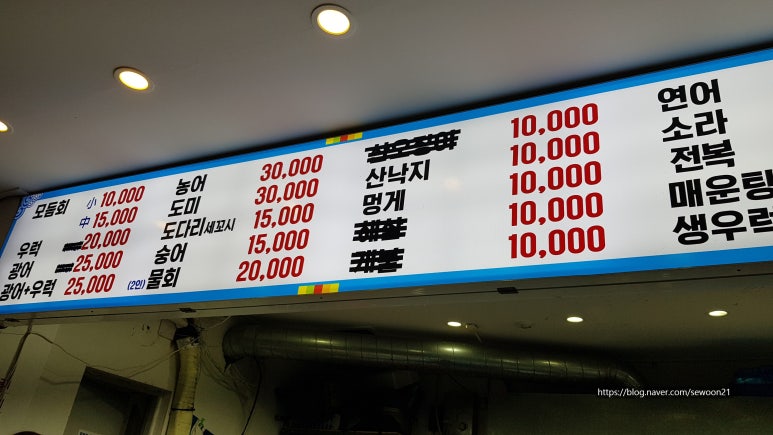 모듬회 小 10,000
中 15,000
우럭 20,000
광어 25,000
광어+우럭 25,000 (2인)
농어 30,000
도미 30,000
도다리세꼬시 15,000
숭어 15,000
물회 20,000
10,000
산낙지 10,000
멍게 10,000
10,000
10,000
연어
소라
전복
매운탕
생우럭
https://blog.naver.com/sewoon21